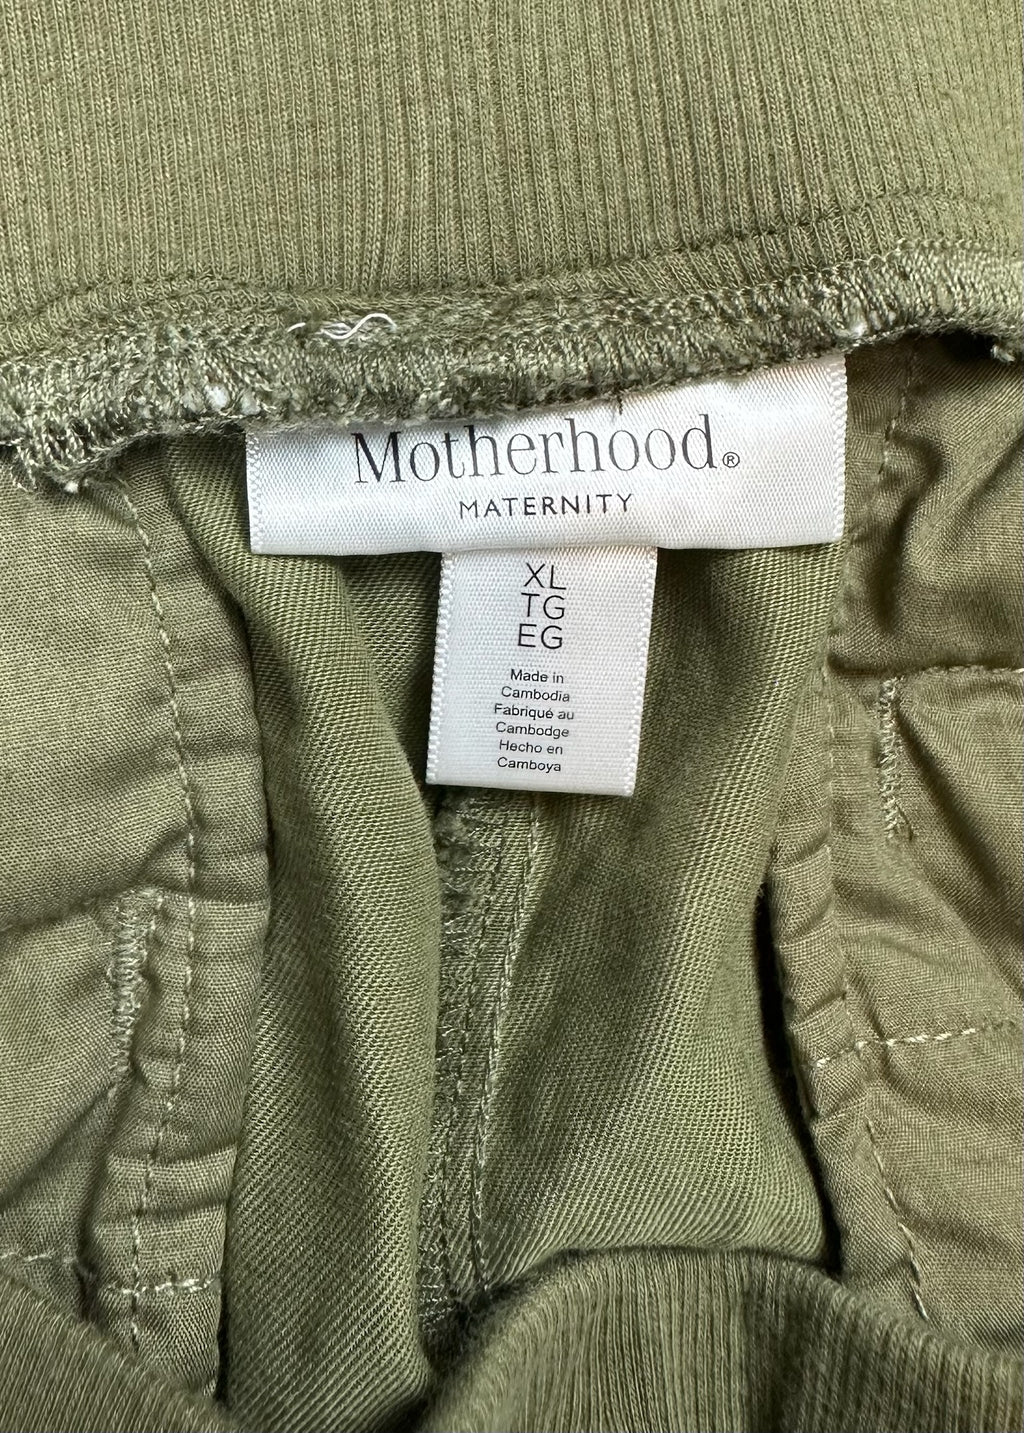 Motherhood®
MATERNITY
XL
TG
EG
Made in
Cambodia
Fabriqué au
Cambodge
Hecho en
Camboya